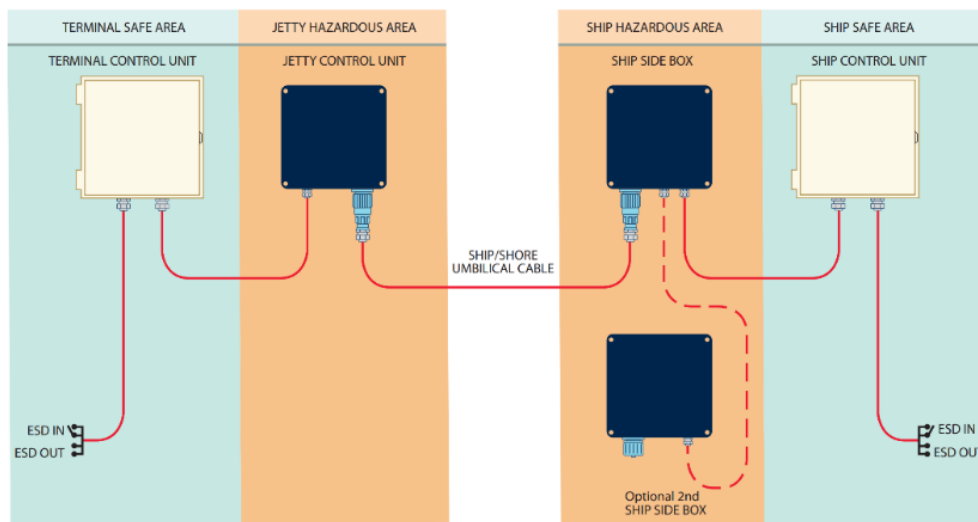 TERMINAL SAFE AREA
JETTY HAZARDOUS AREA
SHIP HAZARDOUS AREA
SHIP SAFE AREA
TERMINAL CONTROL UNIT
JETTY CONTROL UNIT
SHIP SIDE BOX
SHIP CONTROL UNIT
SHIP/SHORE
UMBILICAL CABLE
ESD IN
ESD OUT
ESD IN
ESD OUT
Optional 2nd
SHIP SIDE BOX